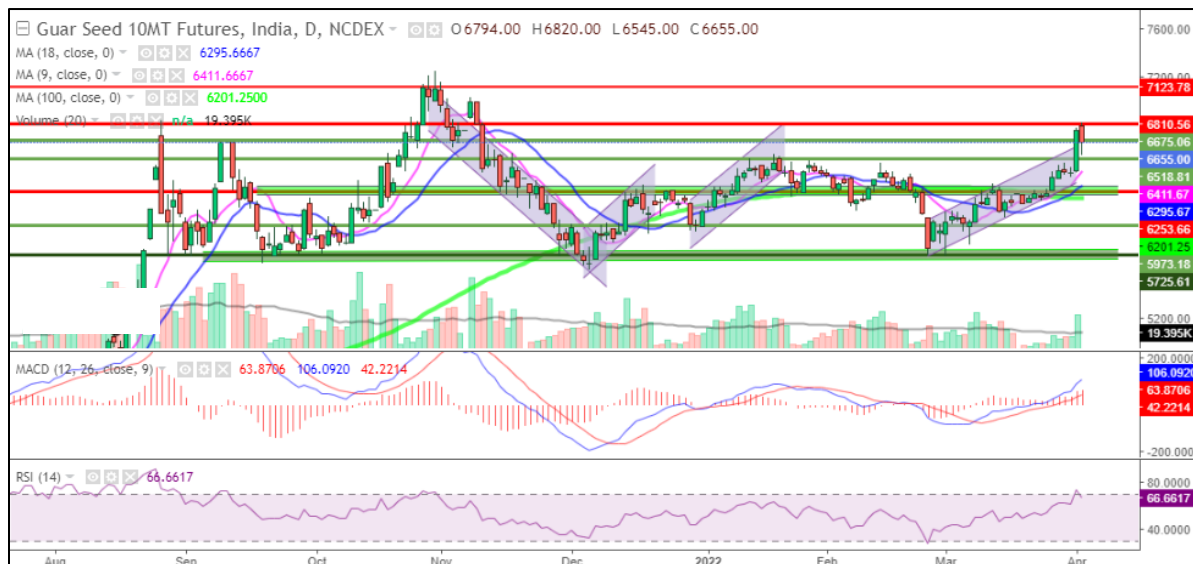 Guar Seed 10MT Futures, India, D, NCDEX O6794.00 H6820.00 L6545.00 C6655.00
MA (18, close, 0) 6295.6667
MA (9, close, 0) 6411.6667
MA (100, close, 0) 6201.2500
Volume (20) n/a 19.395K
7600.00
7200.00
7123.78
6810.56
6675.06
6655.00
6518.81
6411.67
6295.67
6253.66
6201.25
5973.18
5725.61
5200.00
19.395K
MACD (12, 26, close, 9) 63.8706 106.0920 42.2214
200.0000
106.0920
63.8706
42.2214
-200.0000
RSI (14) 66.6617
80.0000
66.6617
40.0000
Aug Sep Oct Nov Dec 2022 Feb Mar Apr